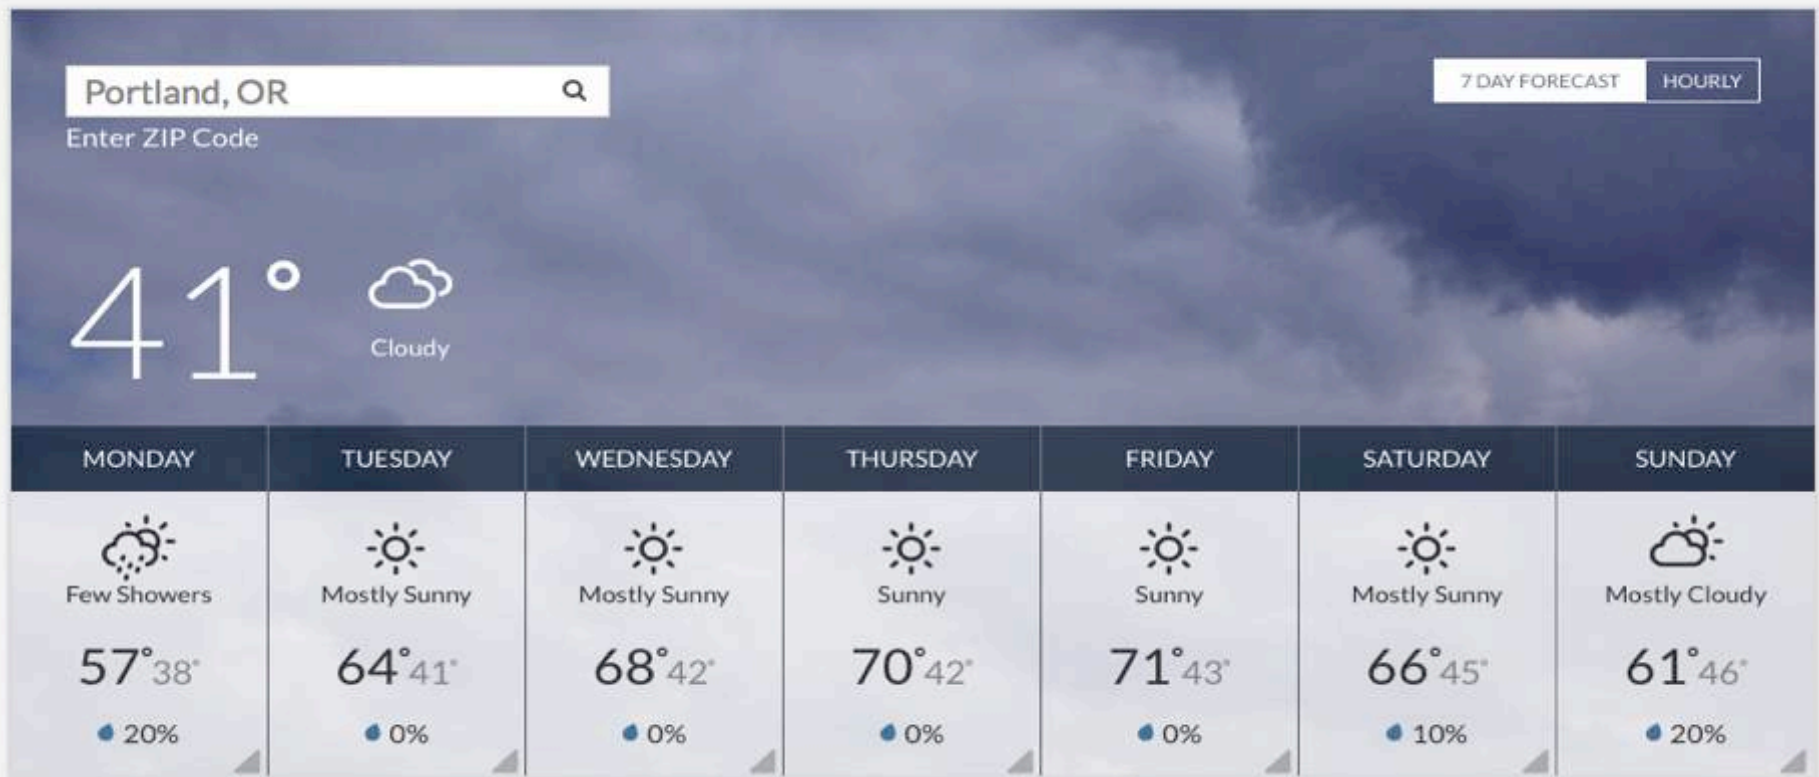 Portland, OR
7 DAY FORECAST HOURLY
Enter ZIP Code
41°
Cloudy
MONDAY TUESDAY WEDNESDAY THURSDAY FRIDAY SATURDAY SUNDAY
Few Showers Mostly Sunny Mostly Sunny Sunny Sunny Mostly Sunny Mostly Cloudy
57°38° 64°41° 68°42° 70°42° 71°43° 66°45° 61°46°
20% 0% 0% 0% 0% 10% 20%